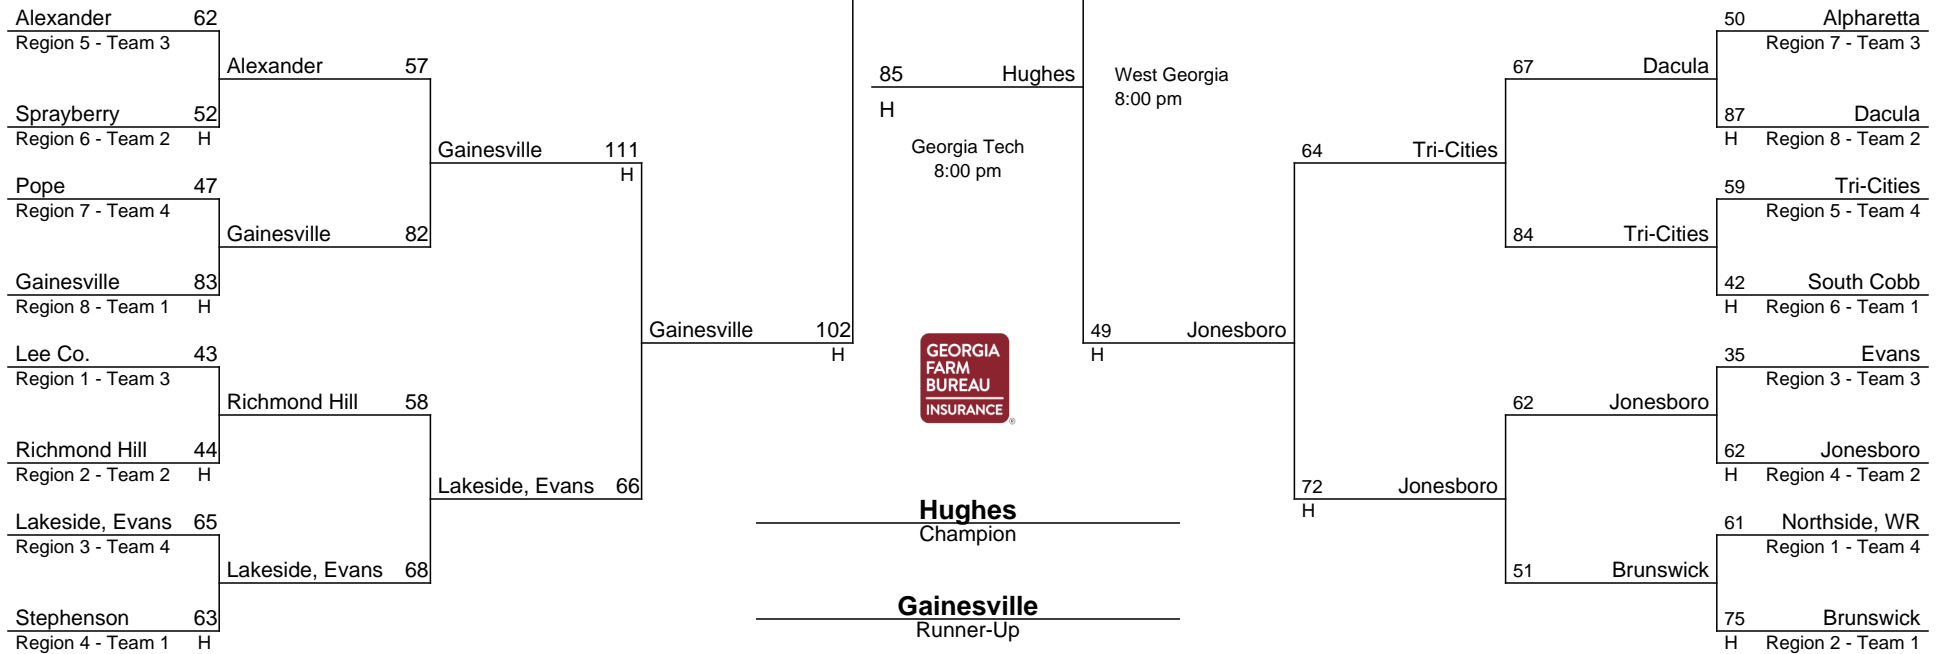 Alexander 62
Region 5 - Team 3
Alexander 57
Sprayberry 52
Region 6 - Team 2 H
Gainesville 111
H
Pope 47
Region 7 - Team 4
Gainesville 82
Gainesville 83
Region 8 - Team 1 H
Gainesville 102
H
Lee Co. 43
Region 1 - Team 3
Richmond Hill 58
Richmond Hill 44
Region 2 - Team 2 H
Lakeside, Evans 66
Lakeside, Evans 65
Region 3 - Team 4
Lakeside, Evans 68
Stephenson 63
Region 4 - Team 1 H
85 Hughes
H
West Georgia
8:00 pm
Georgia Tech
8:00 pm
GEORGIA
FARM
BUREAU
INSURANCE
®
Hughes
Champion
Gainesville
Runner-Up
50 Alpharetta
Region 7 - Team 3
67 Dacula
87 Dacula
H Region 8 - Team 2
64 Tri-Cities
59 Tri-Cities
Region 5 - Team 4
84 Tri-Cities
42 South Cobb
H Region 6 - Team 1
49 Jonesboro
H
35 Evans
Region 3 - Team 3
62 Jonesboro
62 Jonesboro
H Region 4 - Team 2
72 Jonesboro
H
61 Northside, WR
Region 1 - Team 4
51 Brunswick
75 Brunswick
H Region 2 - Team 1